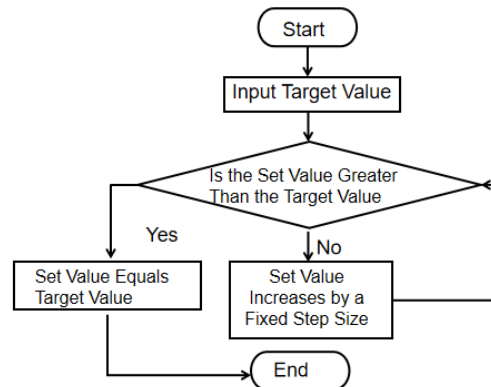 Start
Input Target Value
Is the Set Value Greater
Than the Target Value
Yes
No
Set Value Equals
Target Value
Set Value
Increases by a
Fixed Step Size
End